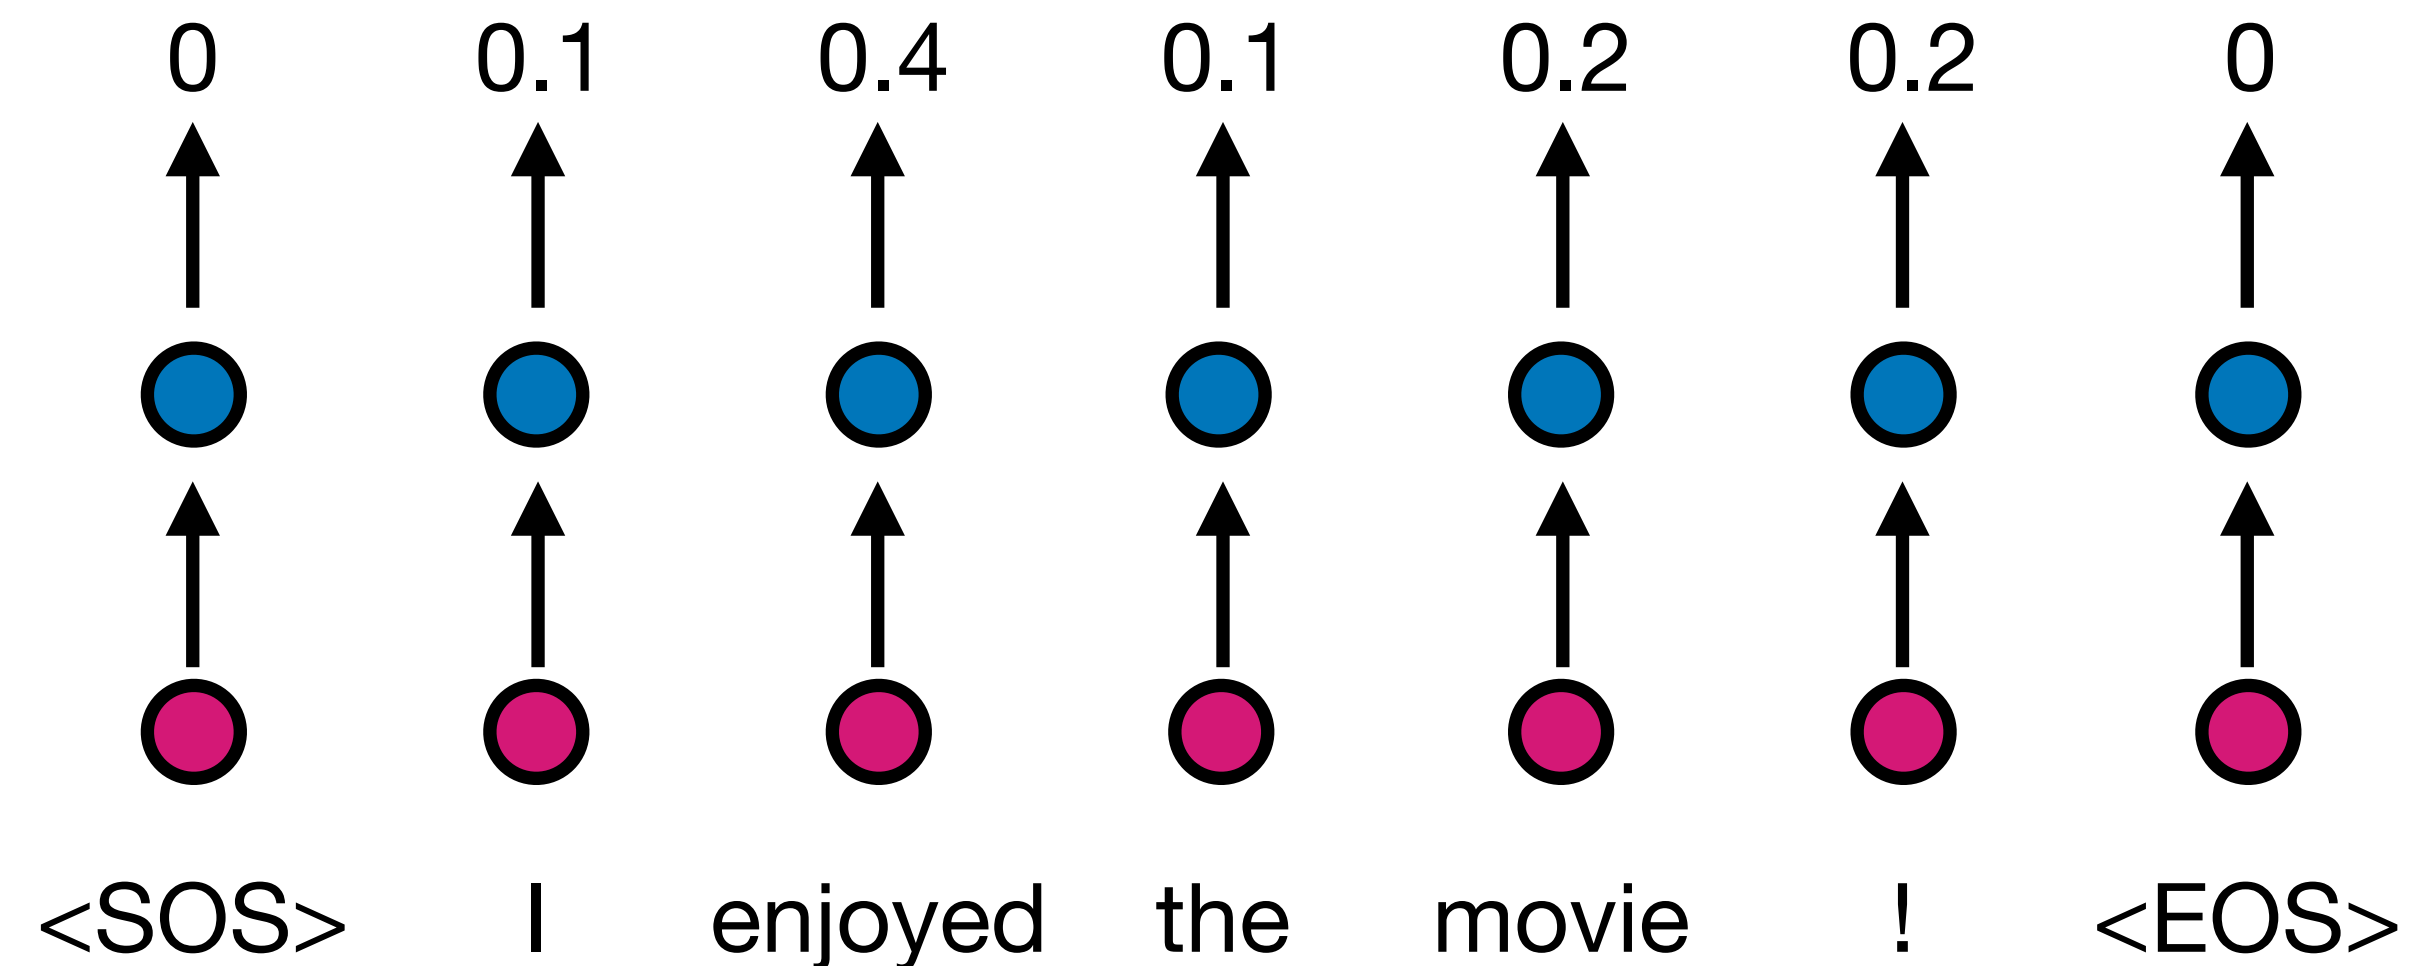 0 0.1 0.4 0.1 0.2 0.2 0
<SOS> I enjoyed the movie ! <EOS>